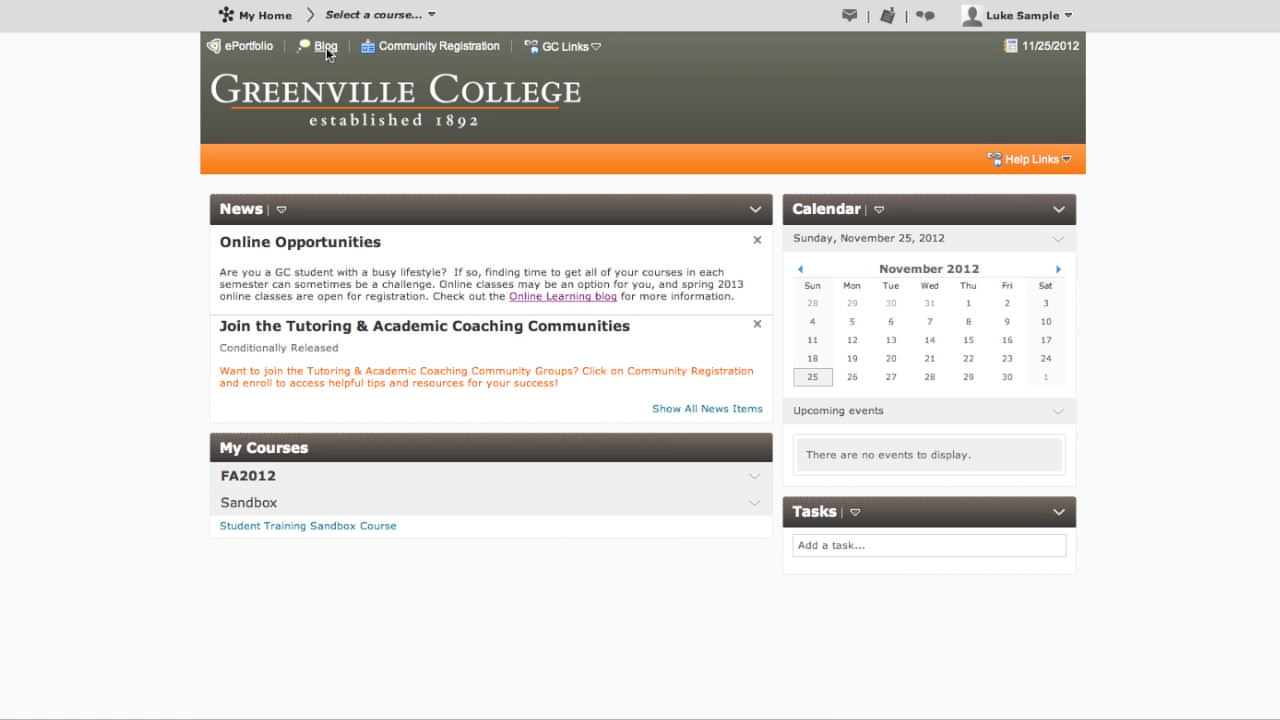 My Home Select a course... Luke Sample
ePortfolio Blog Community Registration GC Links 11/25/2012
GREENVILLE COLLEGE
established 1892
Help Links
News
Online Opportunities
Are you a GC student with a busy lifestyle? If so, finding time to get all of your courses in each
semester can sometimes be a challenge. Online classes may be an option for you, and spring 2013
online classes are open for registration. Check out the Online Learning blog for more information.
Join the Tutoring & Academic Coaching Communities
Conditionally Released
Want to join the Tutoring & Academic Coaching Community Groups? Click on Community Registration
and enroll to access helpful tips and resources for your success!
Show All News Items
My Courses
FA2012
Sandbox
Student Training Sandbox Course
Calendar
Sunday, November 25, 2012
November 2012
Sun Mon Tue Wed Thu Fri Sat
28 29 30 31 1 2 3
4 5 6 7 8 9 10
11 12 13 14 15 16 17
18 19 20 21 22 23 24
25 26 27 28 29 30 1
Upcoming events
There are no events to display.
Tasks
Add a task...